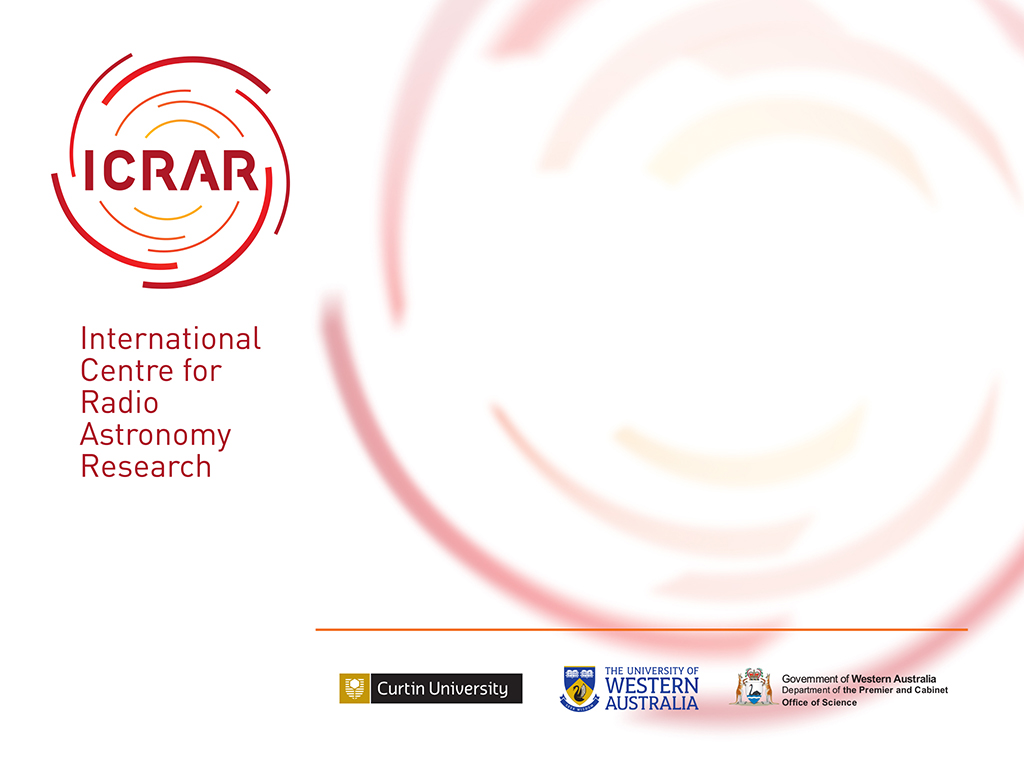 ICRAR
International
Centre for
Radio
Astronomy
Research
Curtin University
THE UNIVERSITY OF
WESTERN
AUSTRALIA
Government of Western Australia
Department of the Premier and Cabinet
Office of Science